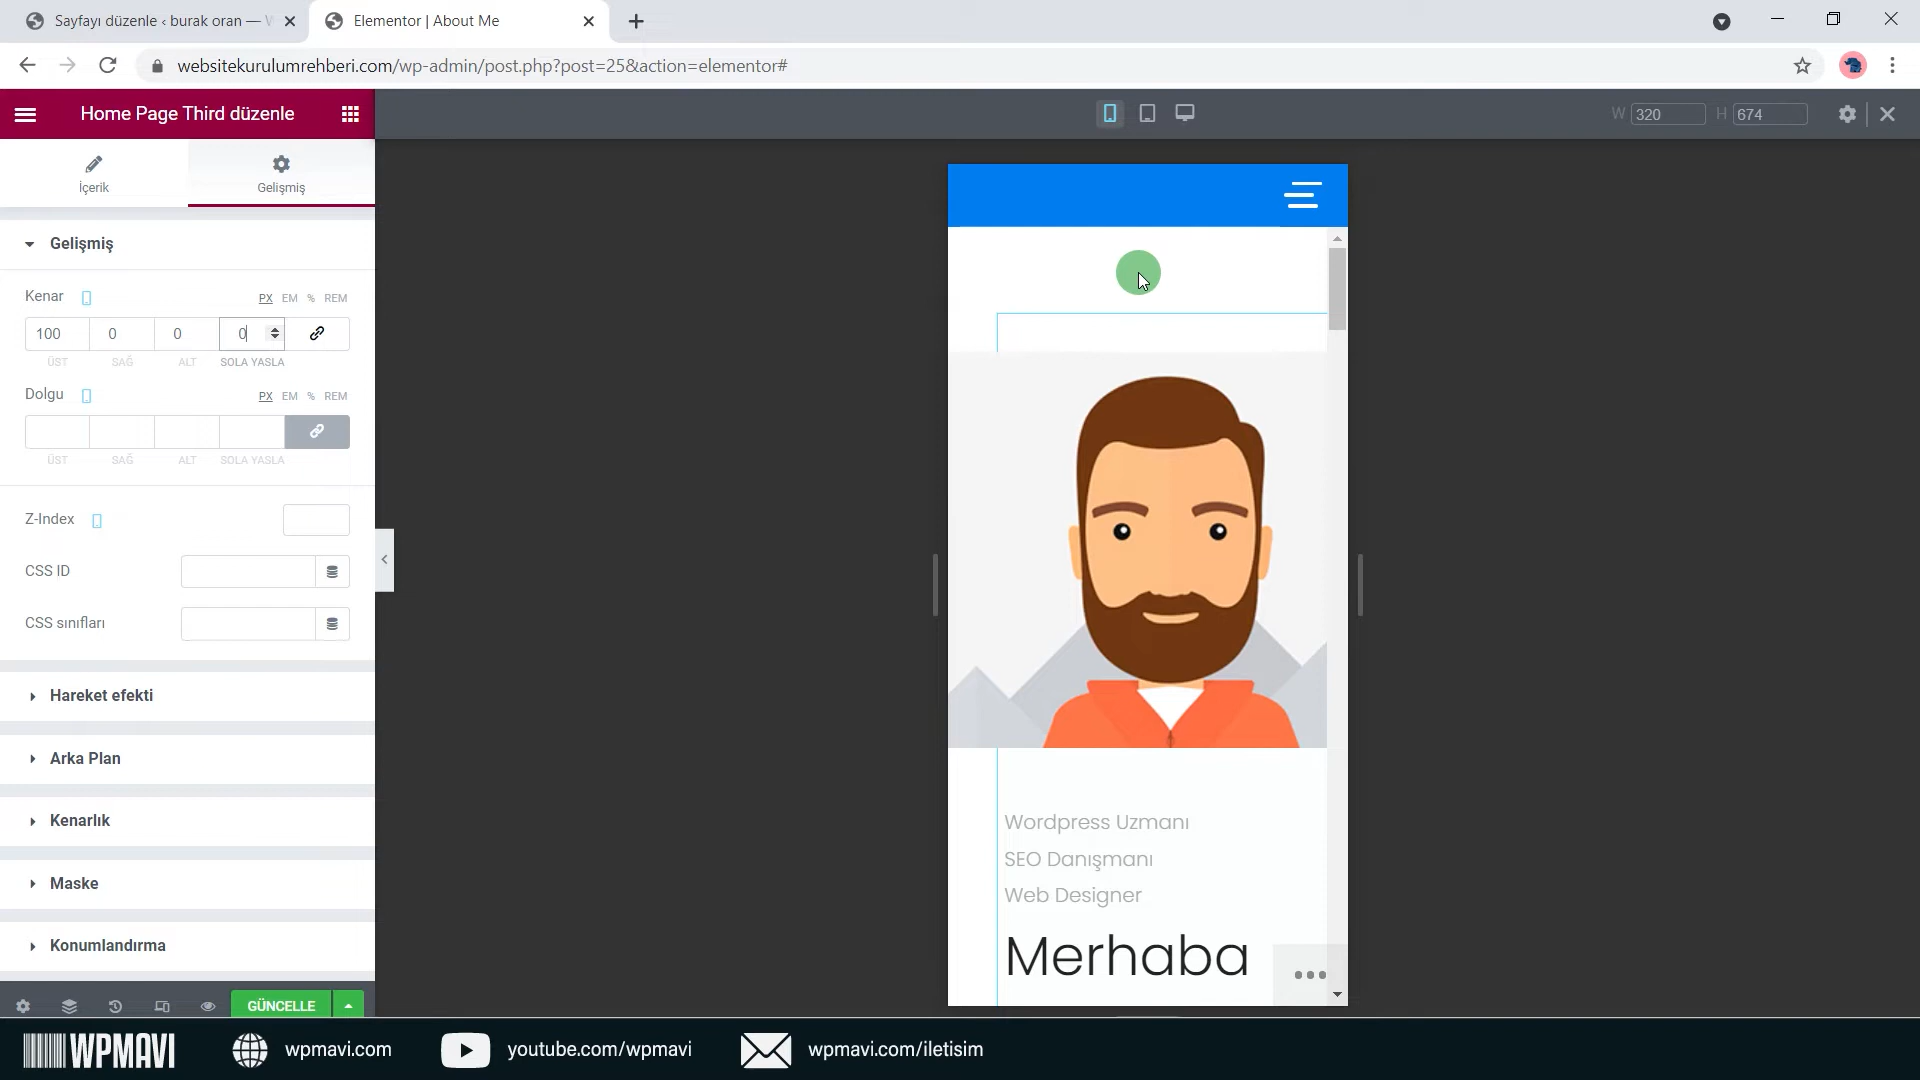 Sayfayı düzenle ‹ burak oran —
Elementor | About Me
websitekurulumrehberi.com/wp-admin/post.php?post=25&action=elementor#
Home Page Third düzenle
W 320 H 674
İçerik
Gelişmiş
Gelişmiş
Kenar
PX EM % REM
100 0 0 0
ÜST SAĞ ALT SOLA YASLA
Dolgu
PX EM % REM
ÜST SAĞ ALT SOLA YASLA
Z-Index
CSS ID
CSS sınıfları
Hareket efekti
Arka Plan
Kenarlık
Maske
Konumlandırma
GÜNCELLE
Wordpress Uzmanı
SEO Danışmanı
Web Designer
Merhaba
WPMAVI
wpmavi.com
youtube.com/wpmavi
wpmavi.com/iletisim